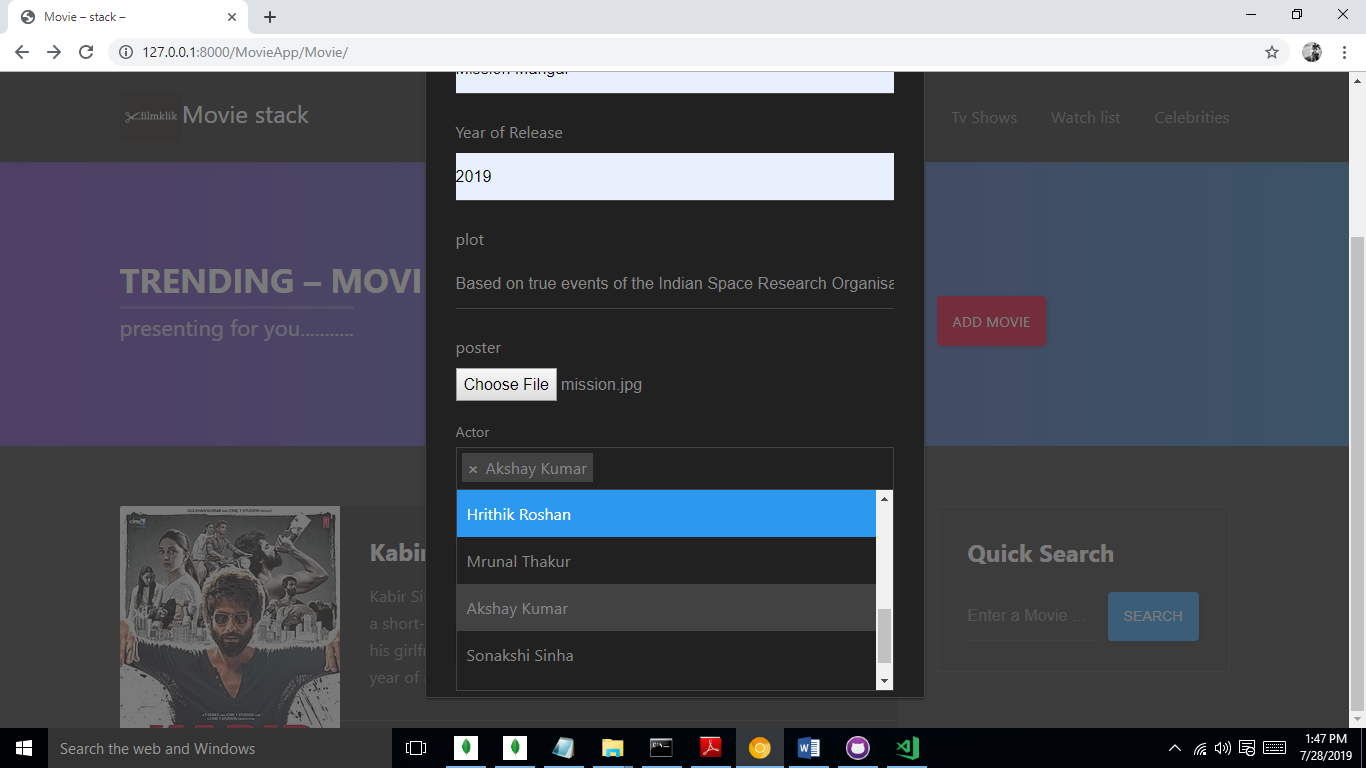 Movie – stack –
127.0.0.1:8000/MovieApp/Movie/
filmklik Movie stack
Tv Shows Watch list Celebrities
Year of Release
2019
plot
Based on true events of the Indian Space Research Organisa
poster
Choose File mission.jpg
Actor
× Akshay Kumar
Hrithik Roshan
Mrunal Thakur
Akshay Kumar
Sonakshi Sinha
TRENDING – MOVI
presenting for you...........
ADD MOVIE
Kabir
Kabir Si
a short-
his girlf
year of
Quick Search
Enter a Movie ...
SEARCH
Search the web and Windows
1:47 PM
7/28/2019